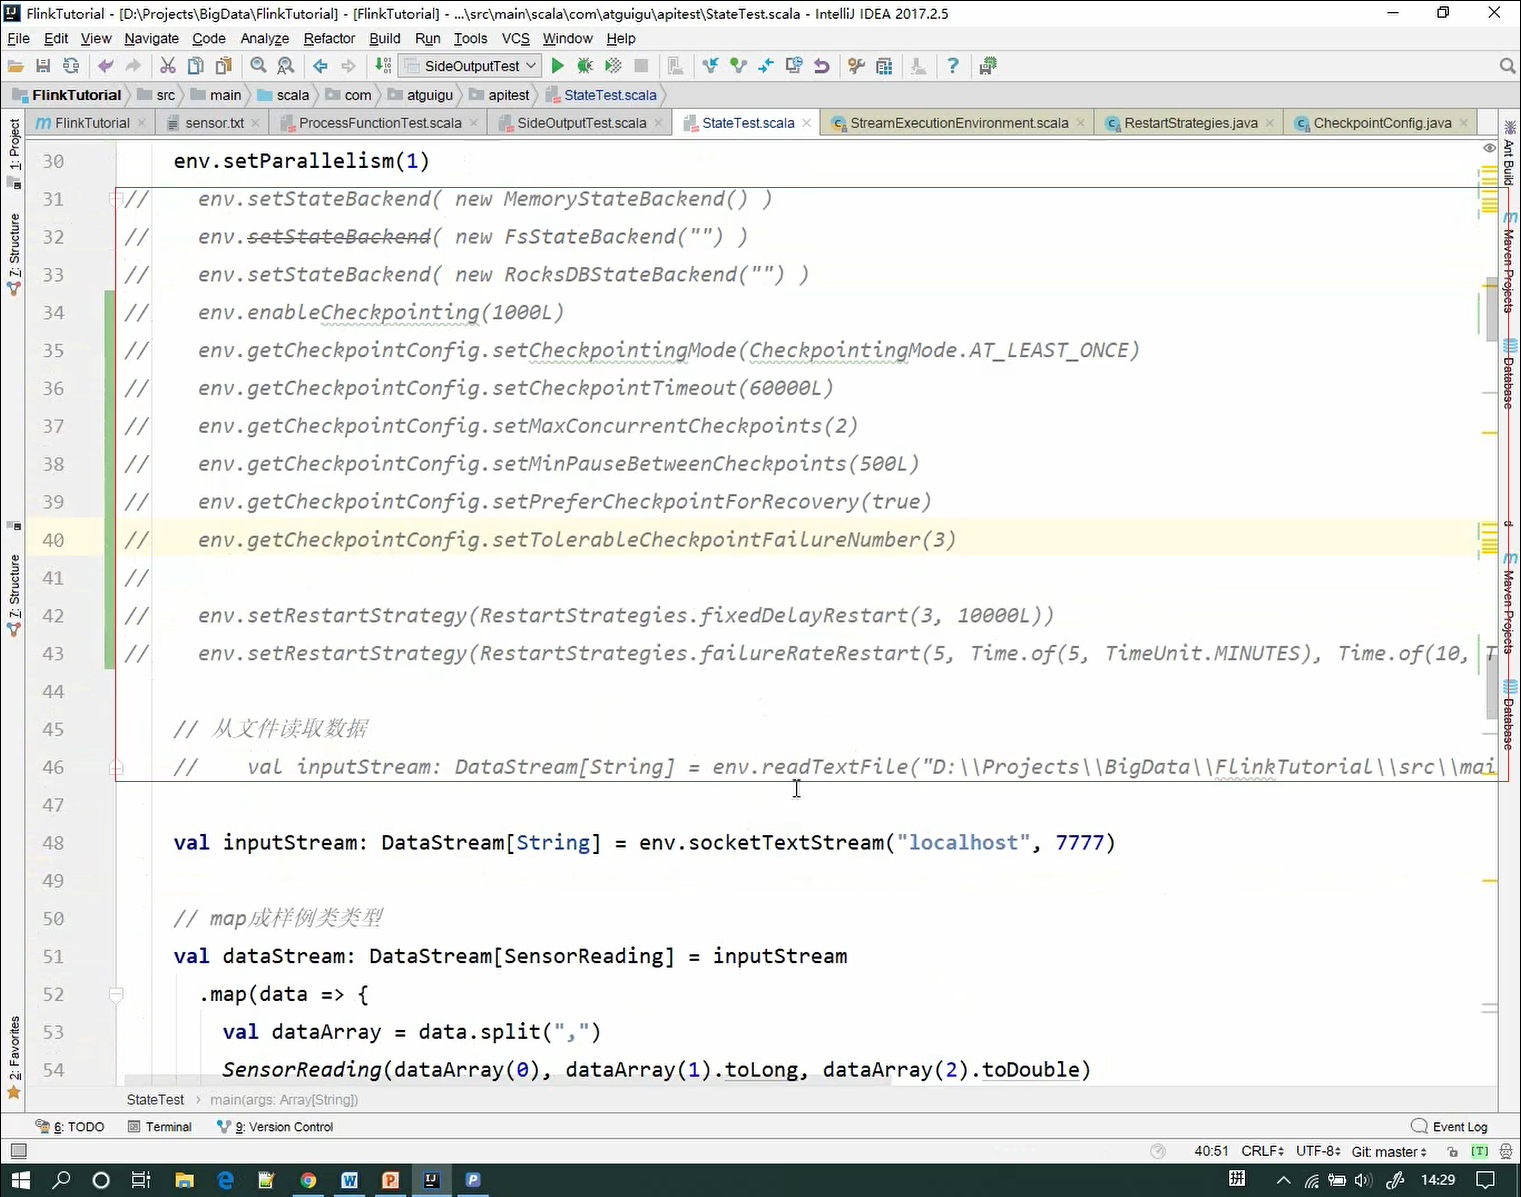 FlinkTutorial - [D:\Projects\BigData\FlinkTutorial] - [FlinkTutorial] - ...\src\main\scala\com\atguigu\apitest\StateTest.scala - IntelliJ IDEA 2017.2.5
File Edit View Navigate Code Analyze Refactor Build Run Tools VCS Window Help
SideOutputTest
FlinkTutorial src main scala com atguigu apitest StateTest.scala
FlinkTutorial sensor.txt ProcessFunctionTest.scala SideOutputTest.scala StateTest.scala StreamExecutionEnvironment.scala RestartStrategies.java CheckpointConfig.java
1: Project
7: Structure
7: Structure
2: Favorites
30 env.setParallelism(1)
31 // env.setStateBackend( new MemoryStateBackend() )
32 // env.setStateBackend( new FsStateBackend("") )
33 // env.setStateBackend( new RocksDBStateBackend("") )
34 // env.enableCheckpointing(1000L)
35 // env.getCheckpointConfig.setCheckpointingMode(CheckpointingMode.AT_LEAST_ONCE)
36 // env.getCheckpointConfig.setCheckpointTimeout(60000L)
37 // env.getCheckpointConfig.setMaxConcurrentCheckpoints(2)
38 // env.getCheckpointConfig.setMinPauseBetweenCheckpoints(500L)
39 // env.getCheckpointConfig.setPreferCheckpointForRecovery(true)
40 // env.getCheckpointConfig.setTolerableCheckpointFailureNumber(3)
41 //
42 // env.setRestartStrategy(RestartStrategies.fixedDelayRestart(3, 10000L))
43 // env.setRestartStrategy(RestartStrategies.failureRateRestart(5, Time.of(5, TimeUnit.MINUTES), Time.of(10, T
44
45 // 从文件读取数据
46 // val inputStream: DataStream[String] = env.readTextFile("D:\\Projects\\BigData\\FlinkTutorial\\src\\mai
47
48 val inputStream: DataStream[String] = env.socketTextStream("localhost", 7777)
49
50 // map成样例类类型
51 val dataStream: DataStream[SensorReading] = inputStream
52 .map(data => {
53 val dataArray = data.split(",")
54 SensorReading(dataArray(0), dataArray(1).toLong, dataArray(2).toDouble)
Ant Build
Maven Projects
Database
d
Maven Projects
Database
StateTest main(args: Array[String])
6: TODO Terminal 9: Version Control Event Log
40:51 CRLF UTF-8 Git: master [T]
拼 14:29